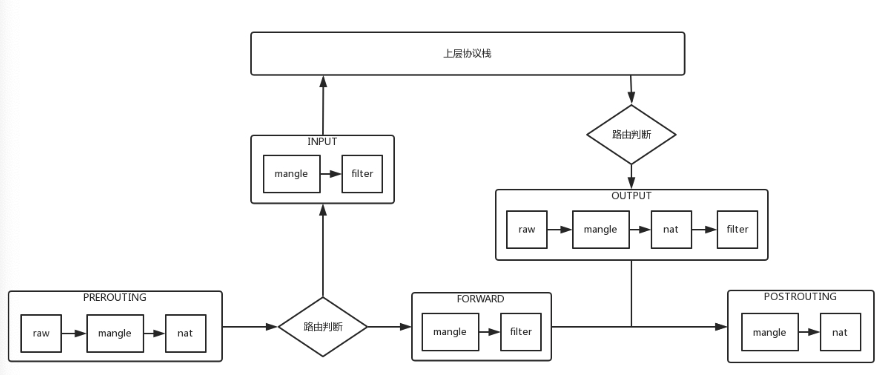 上层协议栈
路由判断
INPUT
mangle
filter
OUTPUT
raw
mangle
nat
filter
PREROUTING
raw
mangle
nat
路由判断
FORWARD
mangle
filter
POSTROUTING
mangle
nat